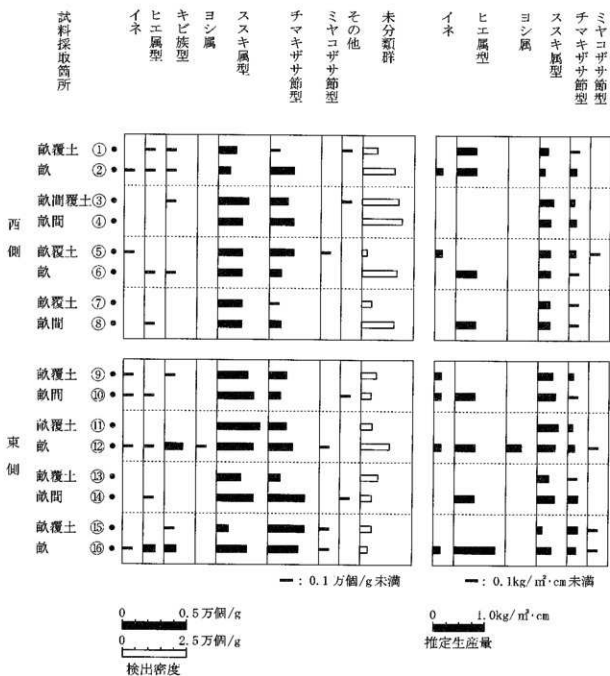 試料採取箇所
イネ
ヒエ属型
キビ族型
ヨシ属
ススキ属型
チマキザサ節型
ミヤコザサ節型
その他
未分類群
イネ
ヒエ属型
ヨシ属
ススキ属型
チマキザサ節型
ミヤコザサ節型
西側
畝覆土 ①
畝 ②
畝間覆土 ③
畝間 ④
畝覆土 ⑤
畝 ⑥
畝覆土 ⑦
畝間 ⑧
東側
畝覆土 ⑨
畝間 ⑩
畝覆土 ⑪
畝 ⑫
畝覆土 ⑬
畝間 ⑭
畝覆土 ⑮
畝 ⑯
━ : 0.1 万個/g 未満
━ : 0.1kg/㎡·cm 未満
0 0.5 万個/g
0 2.5 万個/g
検出密度
0 1.0kg/㎡·cm
推定生産量